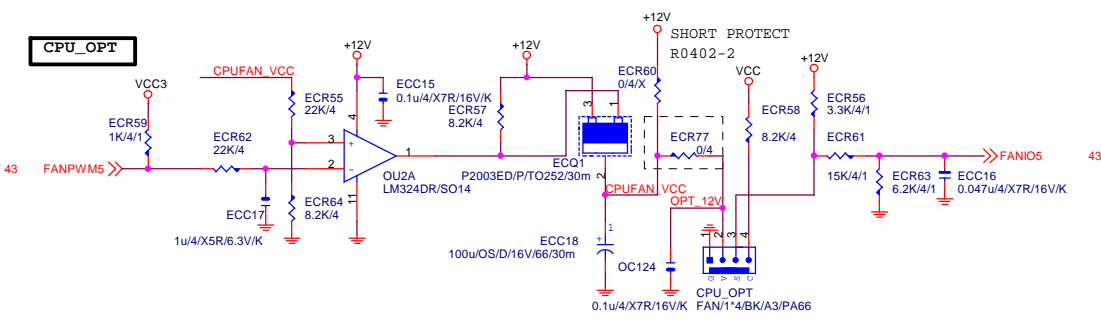 CPU_OPT
+12V
SHORT PROTECT
R0402-2
+12V
+12V
+12V
VCC
VCC3
CPUFAN_VCC
ECC15
0.1u/4/X7R/16V/K
ECR60
0/4/X
ECR55
22K/4
ECR57
8.2K/4
ECR58
8.2K/4
ECR56
3.3K/4/1
ECR59
1K/4/1
ECR62
22K/4
4
3
+
2
-
1
11
3
1
2
ECR77
0/4
ECR61
15K/4/1
43
FANPWM5
OU2A
LM324DR/SO14
ECQ1
P2003ED/P/TO252/30m
FANIO5
43
ECR63
6.2K/4/1
ECC16
0.047u/4/X7R/16V/K
CPUFAN_VCC
OPT_12V
ECC17
1u/4/X5R/6.3V/K
ECR64
8.2K/4
+
1
ECC18
100u/OS/D/16V/66/30m
OC124
0.1u/4/X7R/16V/K
1
2
3
4
G
V
S
C
CPU_OPT
FAN/1*4/BK/A3/PA66